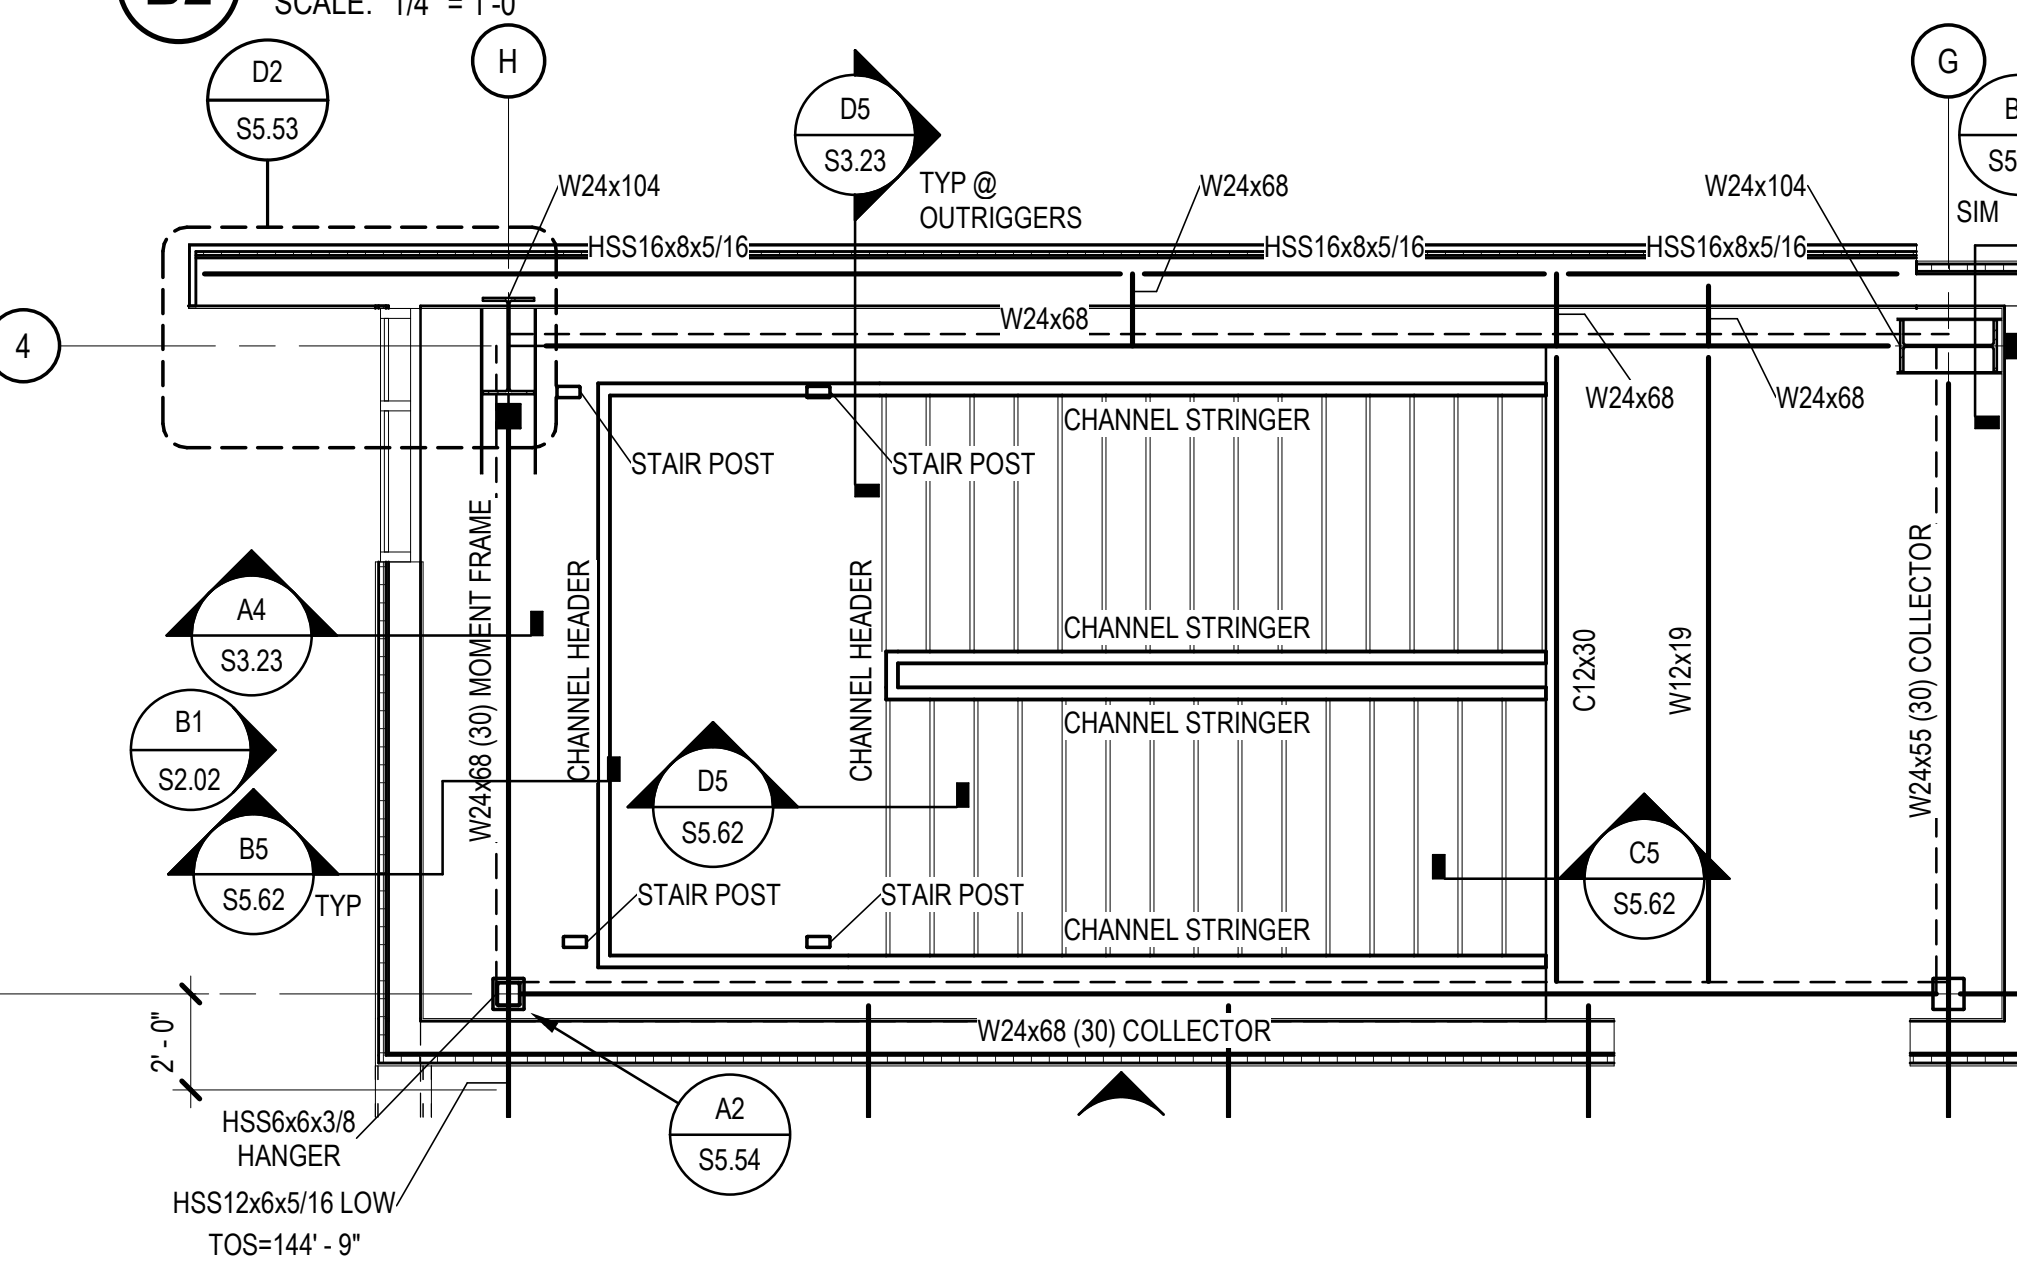 SCALE: 1/4" = 1'-0"
D2
S5.53
H
D5
S3.23
TYP @
OUTRIGGERS
G
SIM
W24x104
W24x68
W24x104
HSS16x8x5/16
HSS16x8x5/16
HSS16x8x5/16
W24x68
4
W24x68
W24x68
CHANNEL STRINGER
STAIR POST
STAIR POST
W24x68 (30) MOMENT FRAME
CHANNEL HEADER
CHANNEL HEADER
C12x30
W12x19
W24x55 (30) COLLECTOR
A4
S3.23
CHANNEL STRINGER
B1
S2.02
CHANNEL STRINGER
D5
S5.62
B5
S5.62
TYP
C5
S5.62
STAIR POST
STAIR POST
CHANNEL STRINGER
2' - 0"
W24x68 (30) COLLECTOR
HSS6x6x3/8
HANGER
A2
S5.54
HSS12x6x5/16 LOW
TOS=144' - 9"